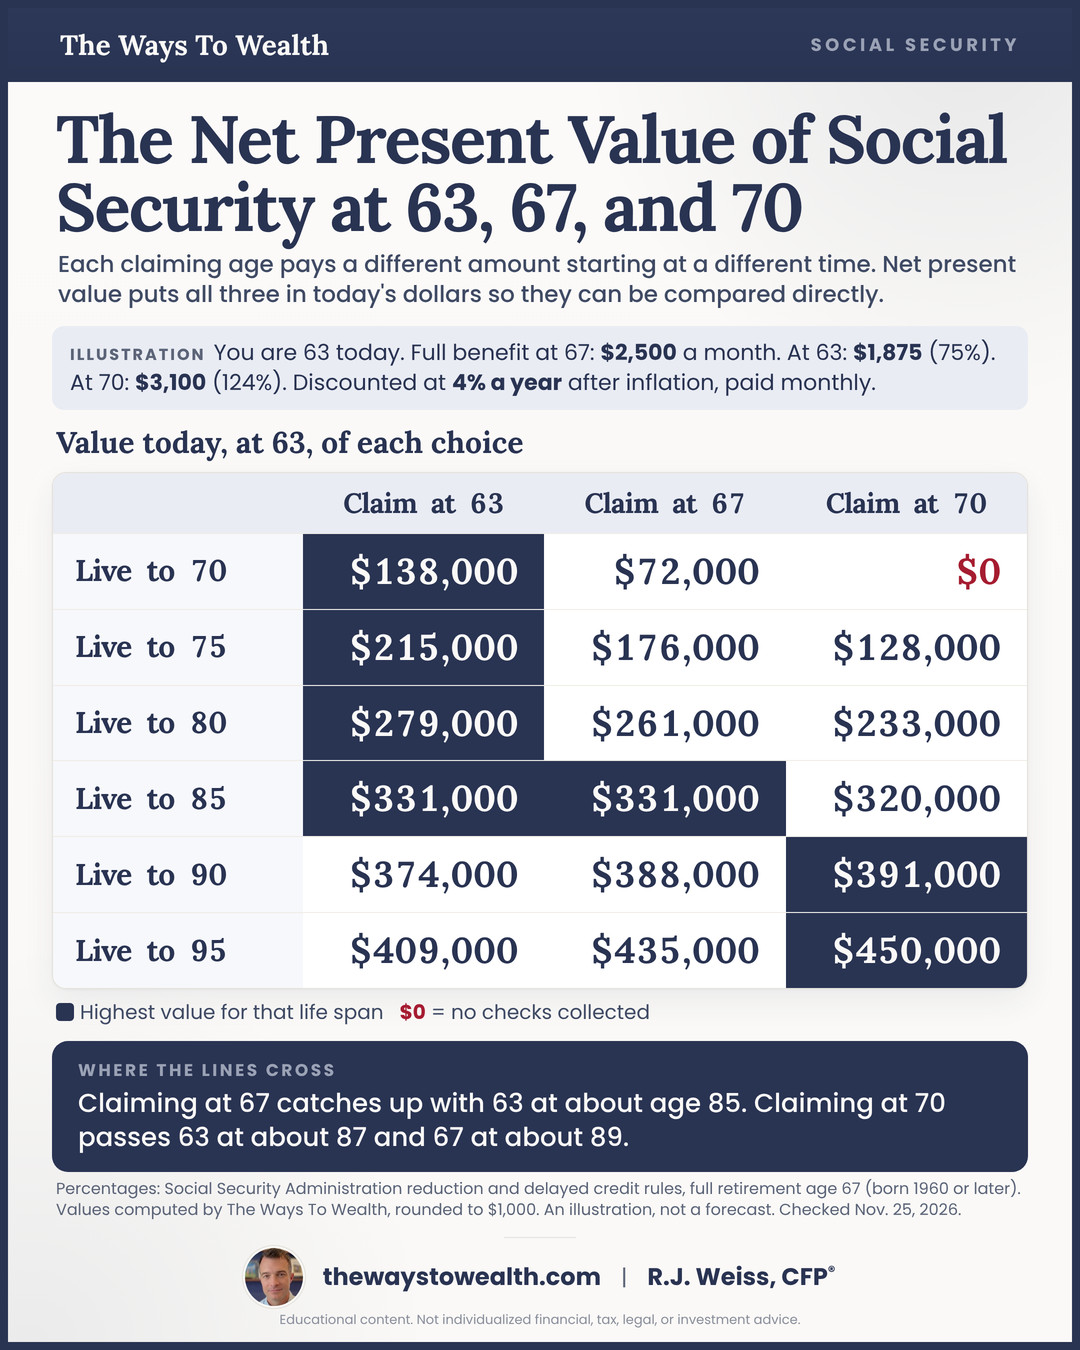 The Ways To Wealth
SOCIAL SECURITY
The Net Present Value of Social
Security at 63, 67, and 70
Each claiming age pays a different amount starting at a different time. Net present
value puts all three in today's dollars so they can be compared directly.
ILLUSTRATION You are 63 today. Full benefit at 67: $2,500 a month. At 63: $1,875 (75%).
At 70: $3,100 (124%). Discounted at 4% a year after inflation, paid monthly.
Value today, at 63, of each choice
Claim at 63 Claim at 67 Claim at 70
Live to 70 $138,000 $72,000 $0
Live to 75 $215,000 $176,000 $128,000
Live to 80 $279,000 $261,000 $233,000
Live to 85 $331,000 $331,000 $320,000
Live to 90 $374,000 $388,000 $391,000
Live to 95 $409,000 $435,000 $450,000
Highest value for that life span $0 = no checks collected
WHERE THE LINES CROSS
Claiming at 67 catches up with 63 at about age 85. Claiming at 70
passes 63 at about 87 and 67 at about 89.
Percentages: Social Security Administration reduction and delayed credit rules, full retirement age 67 (born 1960 or later).
Values computed by The Ways To Wealth, rounded to $1,000. An illustration, not a forecast. Checked Nov. 25, 2026.
thewaystowealth.com | R.J. Weiss, CFP®
Educational content. Not individualized financial, tax, legal, or investment advice.